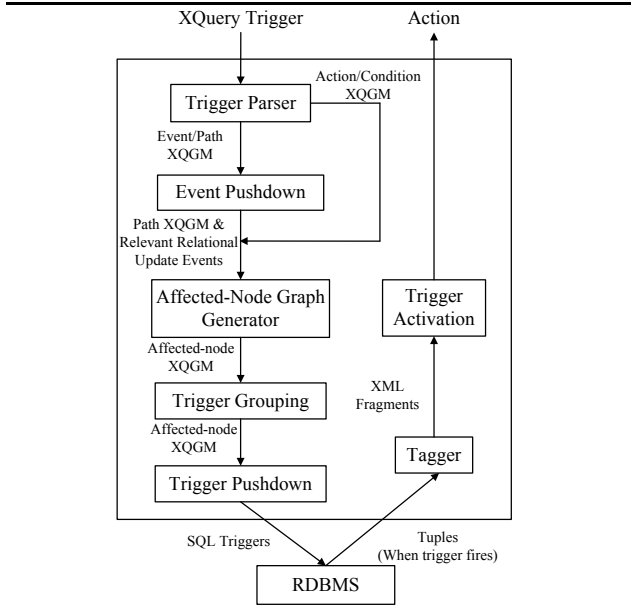 XQuery Trigger
Action
Action/Condition
XQGM
Trigger Parser
Event/Path
XQGM
Event Pushdown
Path XQGM &
Relevant Relational
Update Events
Affected-Node Graph
Generator
Trigger
Activation
Affected-node
XQGM
Trigger Grouping
XML
Fragments
Affected-node
XQGM
Tagger
Trigger Pushdown
SQL Triggers
Tuples
(When trigger fires)
RDBMS